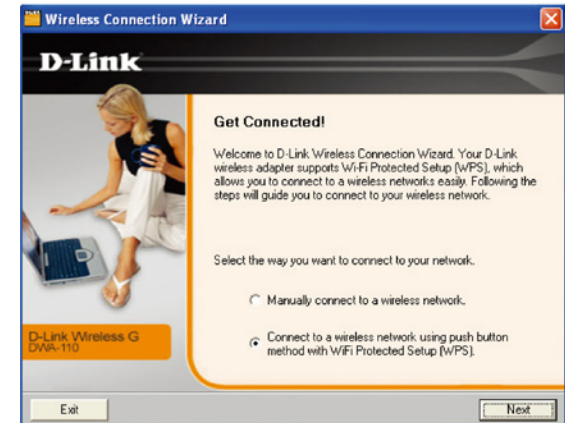 Wireless Connection Wizard
D-Link
Get Connected!
Welcome to D-Link Wireless Connection Wizard. Your D-Link
wireless adapter supports Wi-Fi Protected Setup (WPS), which
allows you to connect to a wireless networks easily. Following the
steps will guide you to connect to your wireless network.
Select the way you want to connect to your network.
Manually connect to a wireless network.
Connect to a wireless network using push button
method with WiFi Protected Setup (WPS).
D-Link Wireless G
DWA-110
Exit
Next